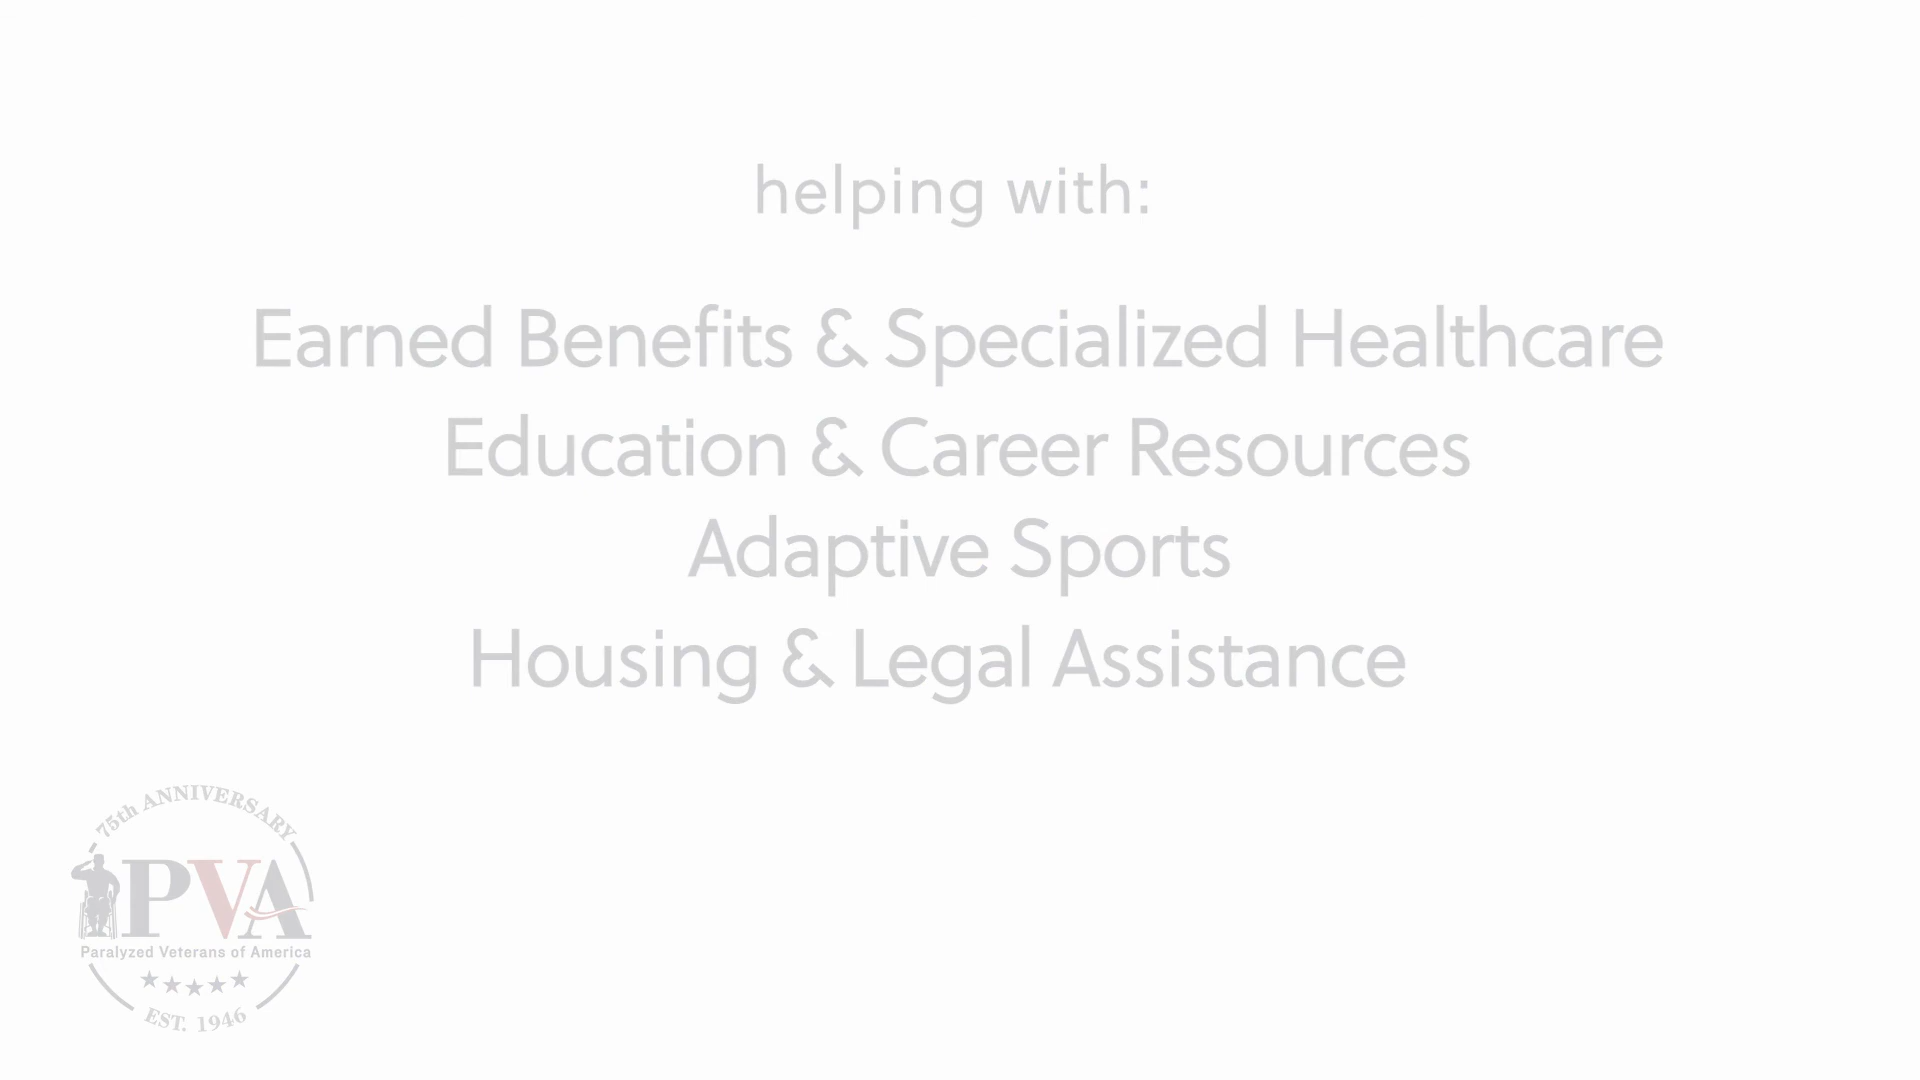 helping with:
Earned Benefits & Specialized Healthcare
Education & Career Resources
Adaptive Sports
Housing & Legal Assistance
75th ANNIVERSARY
PVA
Paralyzed Veterans of America
EST. 1946